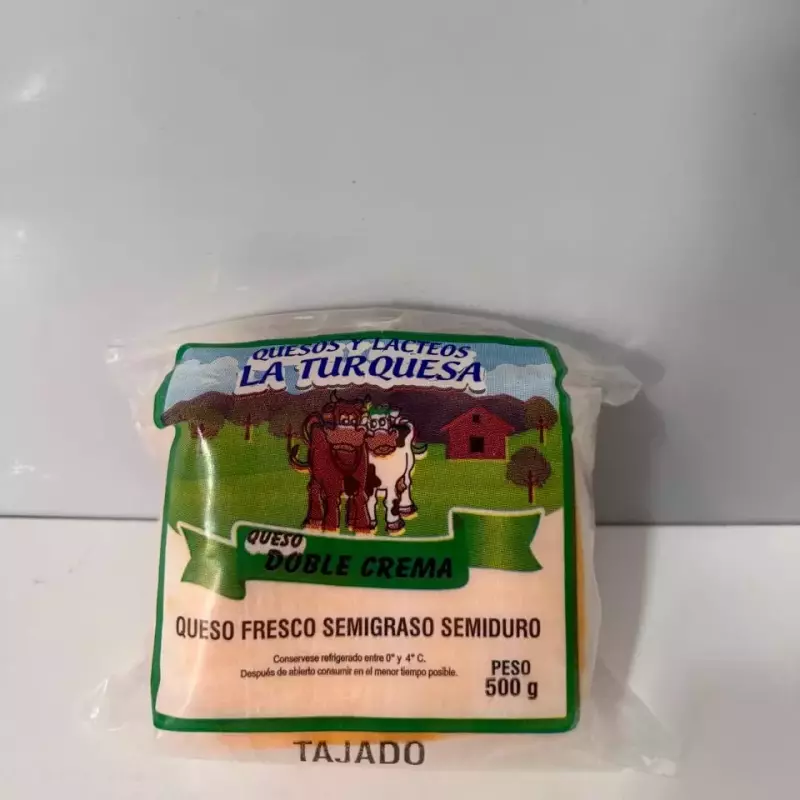 QUESOS Y LACTEOS
LA TURQUESA
QUESO
DOBLE CREMA
QUESO FRESCO SEMIGRASO SEMIDURO
Conservese refrigerado entre 0° y 4° C.
Después de abierto consumir en el menor tiempo posible.
PESO
500 g
TAJADO